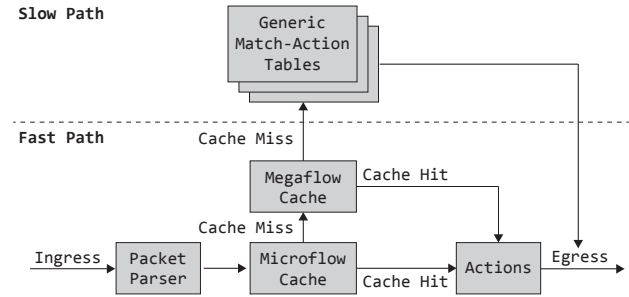 Slow Path
Generic
Match-Action
Tables
Fast Path
Cache Miss
Megaflow
Cache
Cache Hit
Cache Miss
Ingress
Packet
Parser
Microflow
Cache
Cache Hit
Actions
Egress